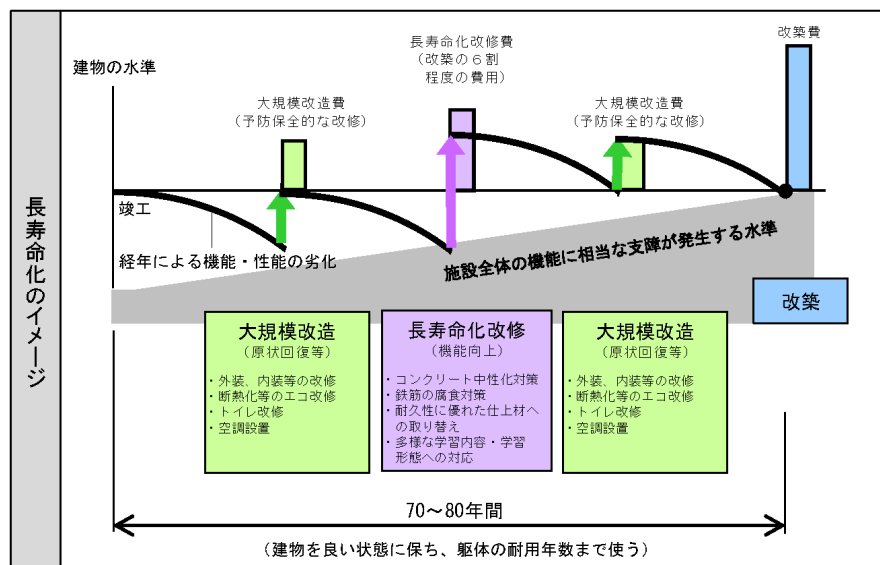 長寿命化のイメージ
建物の水準
大規模改造費
(予防保全的な改修)
長寿命化改修費
(改築の6割
程度の費用)
大規模改造費
(予防保全的な改修)
改築費
竣工
経年による機能・性能の劣化
施設全体の機能に相当な支障が発生する水準
大規模改造
(原状回復等)
・外装、内装等の改修
・断熱化等のエコ改修
・トイレ改修
・空調設置
長寿命化改修
(機能向上)
・コンクリート中性化対策
・鉄筋の腐食対策
・耐久性に優れた仕上材へ
の取り替え
・多様な学習内容・学習
形態への対応
大規模改造
(原状回復等)
・外装、内装等の改修
・断熱化等のエコ改修
・トイレ改修
・空調設置
改築
70~80年間
(建物を良い状態に保ち、躯体の耐用年数まで使う)